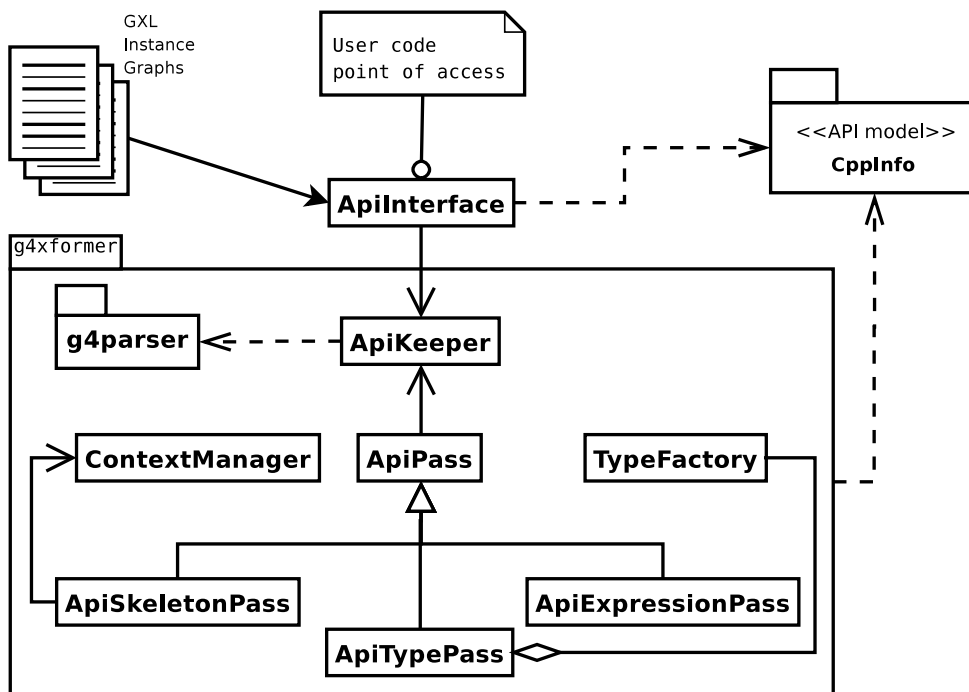 GXL
Instance
Graphs
User code
point of access
<<API model>>
CppInfo
ApiInterface
g4xformer
g4parser
ApiKeeper
ContextManager
ApiPass
TypeFactory
ApiSkeletonPass
ApiExpressionPass
ApiTypePass